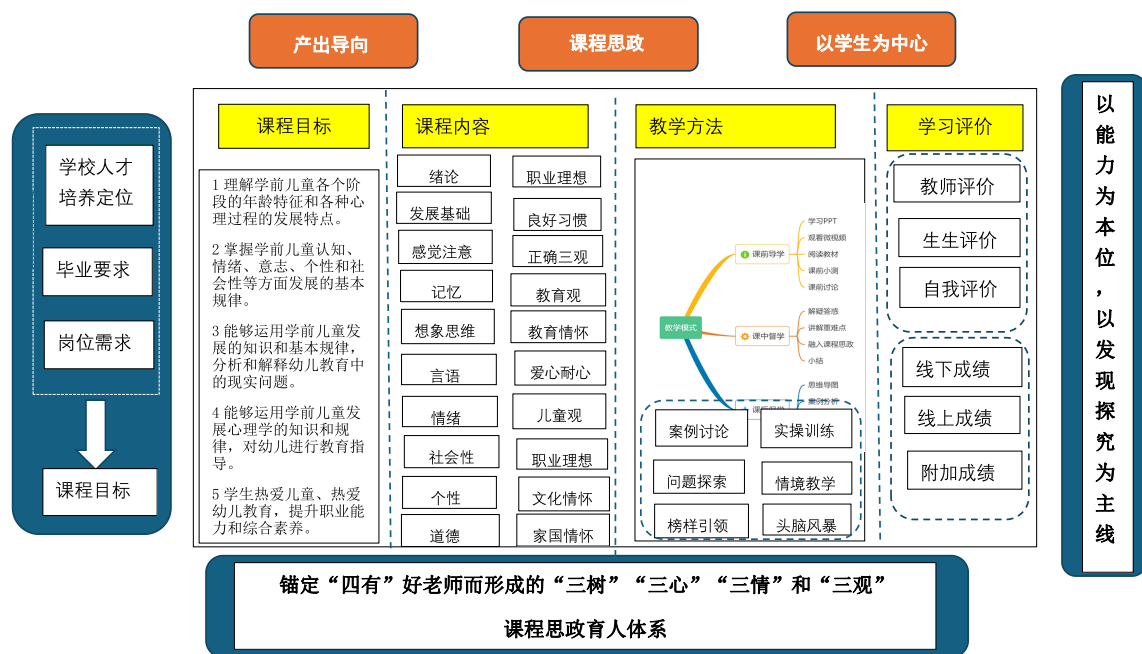 产出导向
课程思政
以学生为中心
学校人才
培养定位
毕业要求
岗位需求
课程目标
课程目标
1 理解学前儿童各个阶
段的年龄特征和各种心
理过程的发展特点。
2 掌握学前儿童认知、
情绪、意志、个性和社
会性等方面发展的基本
规律。
3 能够运用学前儿童发
展的知识和基本规律，
分析和解释幼儿教育中
的现实问题。
4 能够运用学前儿童发
展心理学的知识和规
律，对幼儿进行教育指
导。
5 学生热爱儿童、热爱
幼儿教育，提升职业能
力和综合素养。
课程内容
绪论
职业理想
发展基础
良好习惯
感觉注意
正确三观
记忆
教育观
想象思维
教育情怀
言语
爱心耐心
情绪
儿童观
社会性
职业理想
个性
文化情怀
道德
家国情怀
教学方法
教学模式
课前导学
学习PPT
观看微视频
阅读教材
课前小测
课前讨论
课中督学
解疑答惑
讲解重难点
融入课程思政
小结
思维导图
案例分析
案例讨论
实操训练
问题探索
情境教学
榜样引领
头脑风暴
学习评价
教师评价
生生评价
自我评价
线下成绩
线上成绩
附加成绩
以能力为本位，以发现探究为主线
锚定“四有”好老师而形成的“三树”“三心”“三情”和“三观”
课程思政育人体系